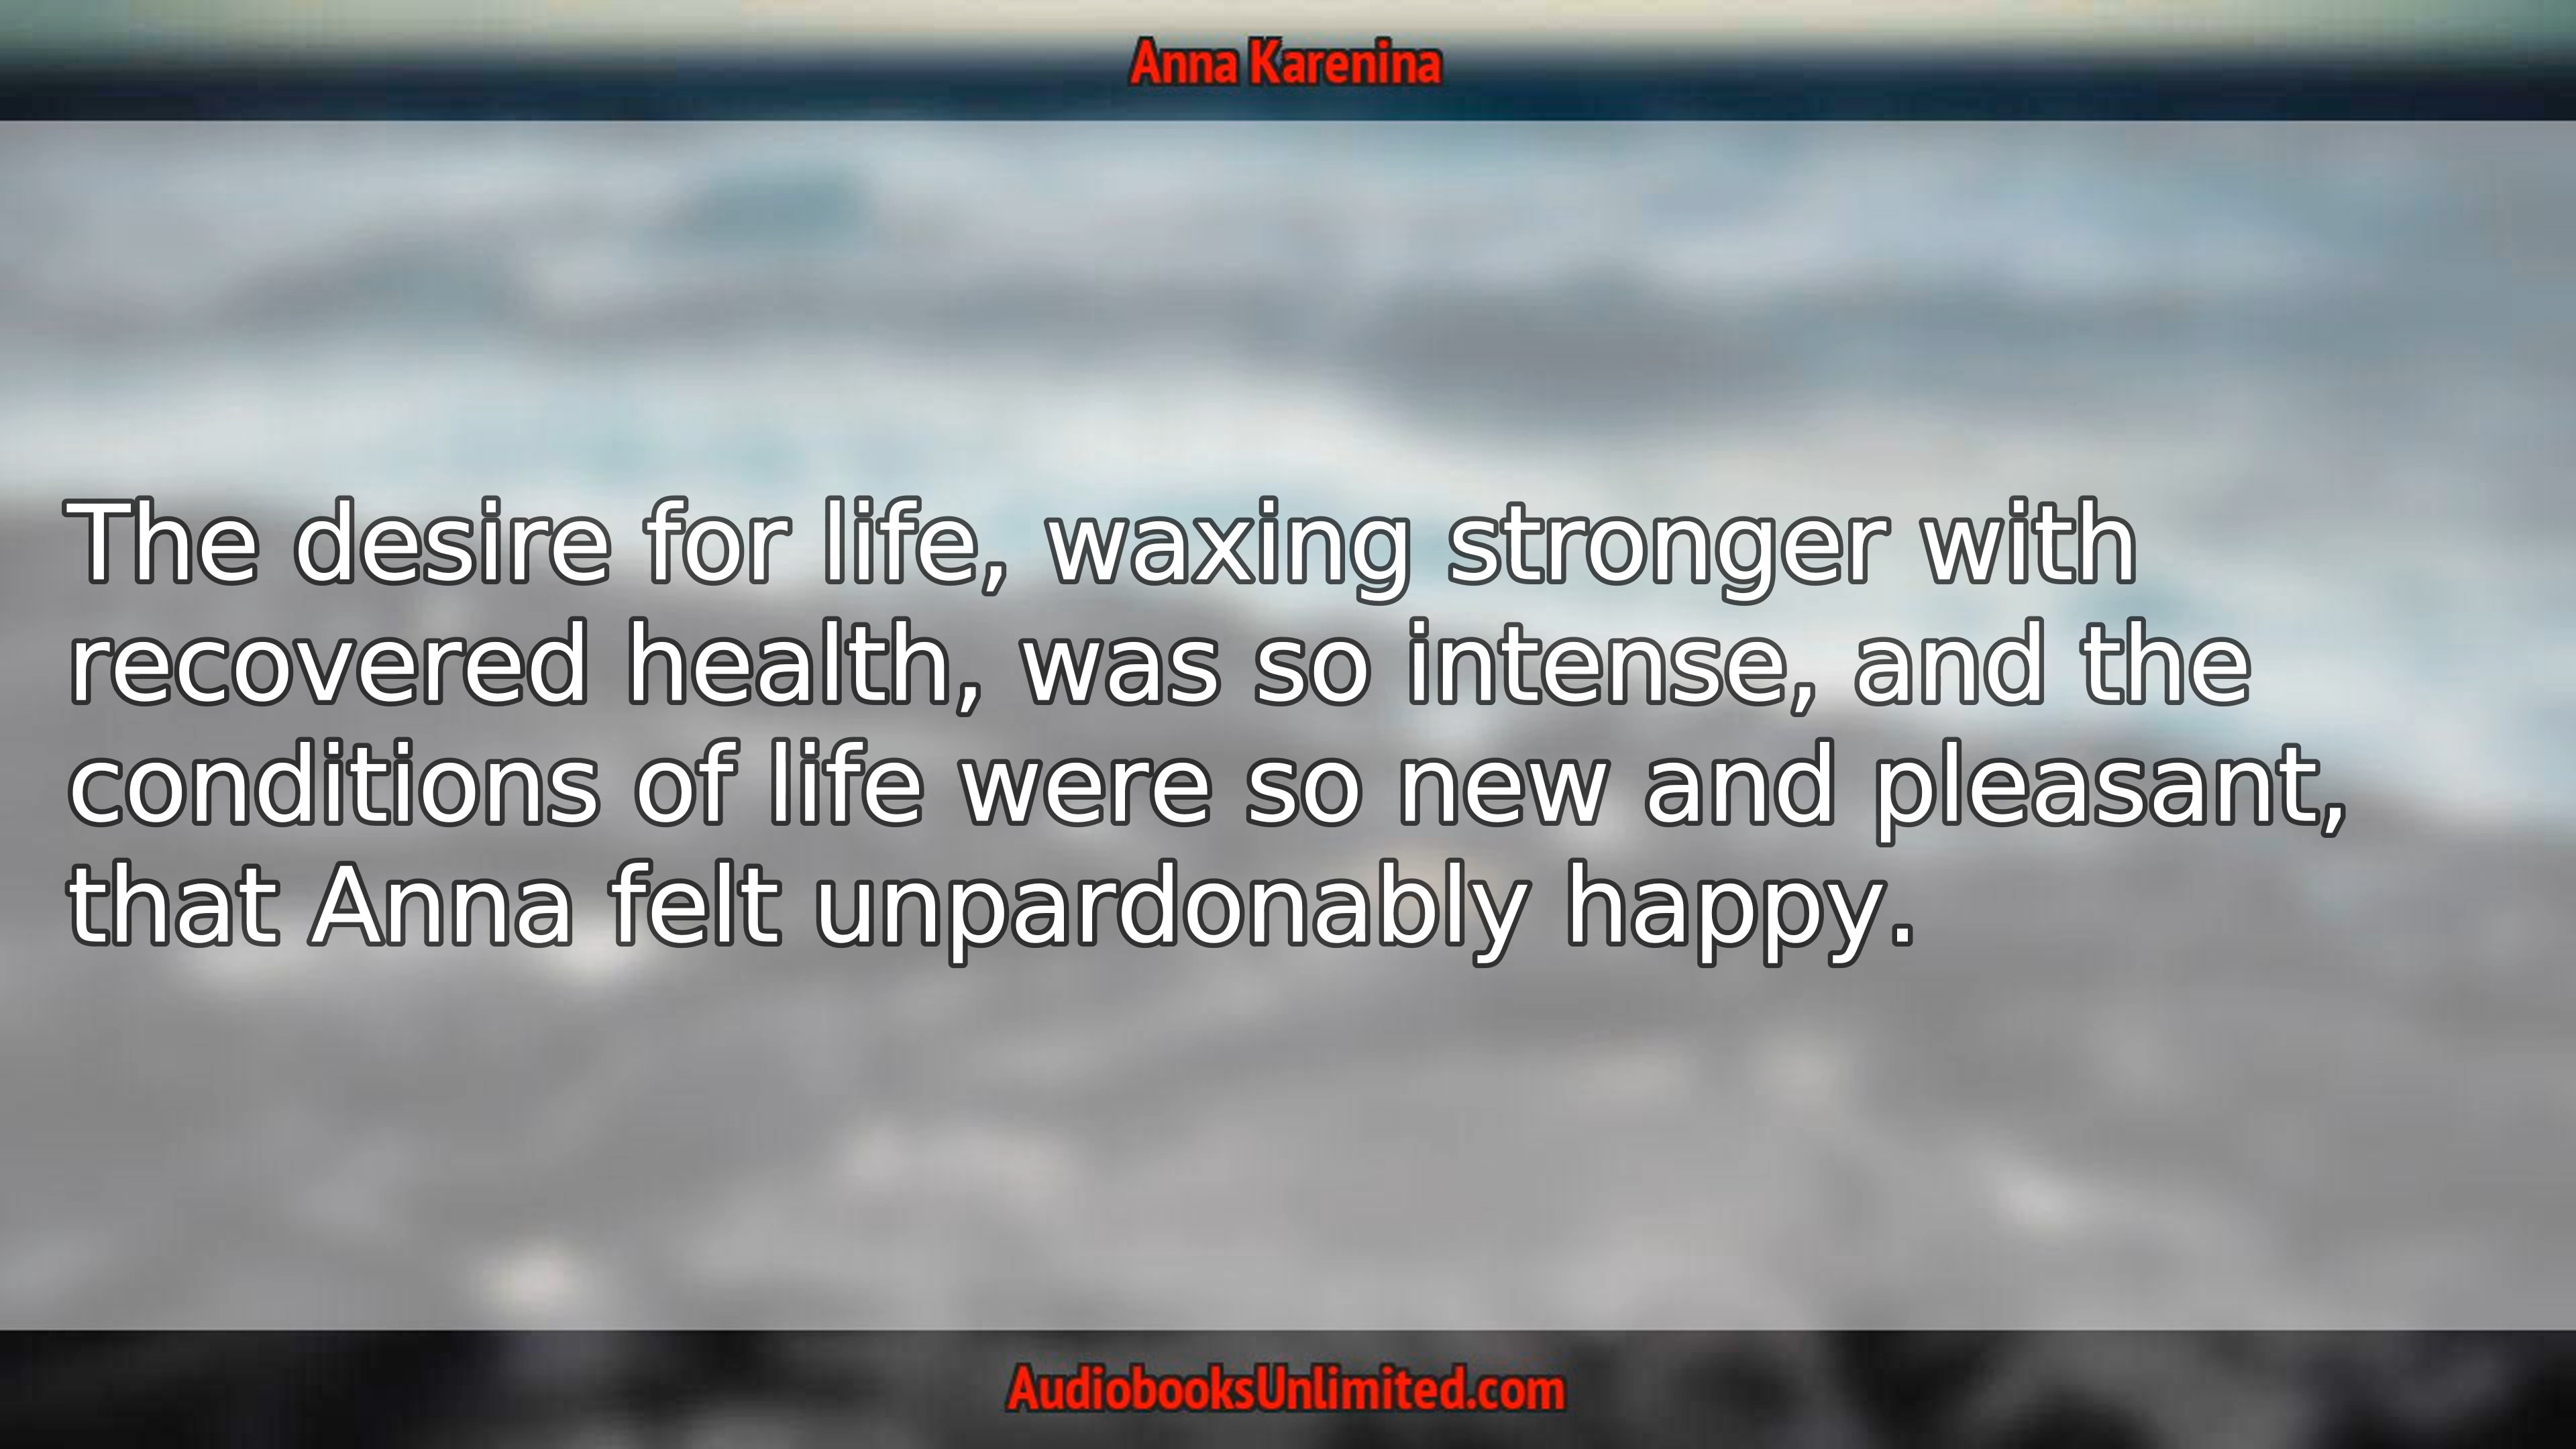 Anna Karenina
The desire for life, waxing stronger with
recovered health, was so intense, and the
conditions of life were so new and pleasant,
that Anna felt unpardonably happy.
AudiobooksUnlimited.com